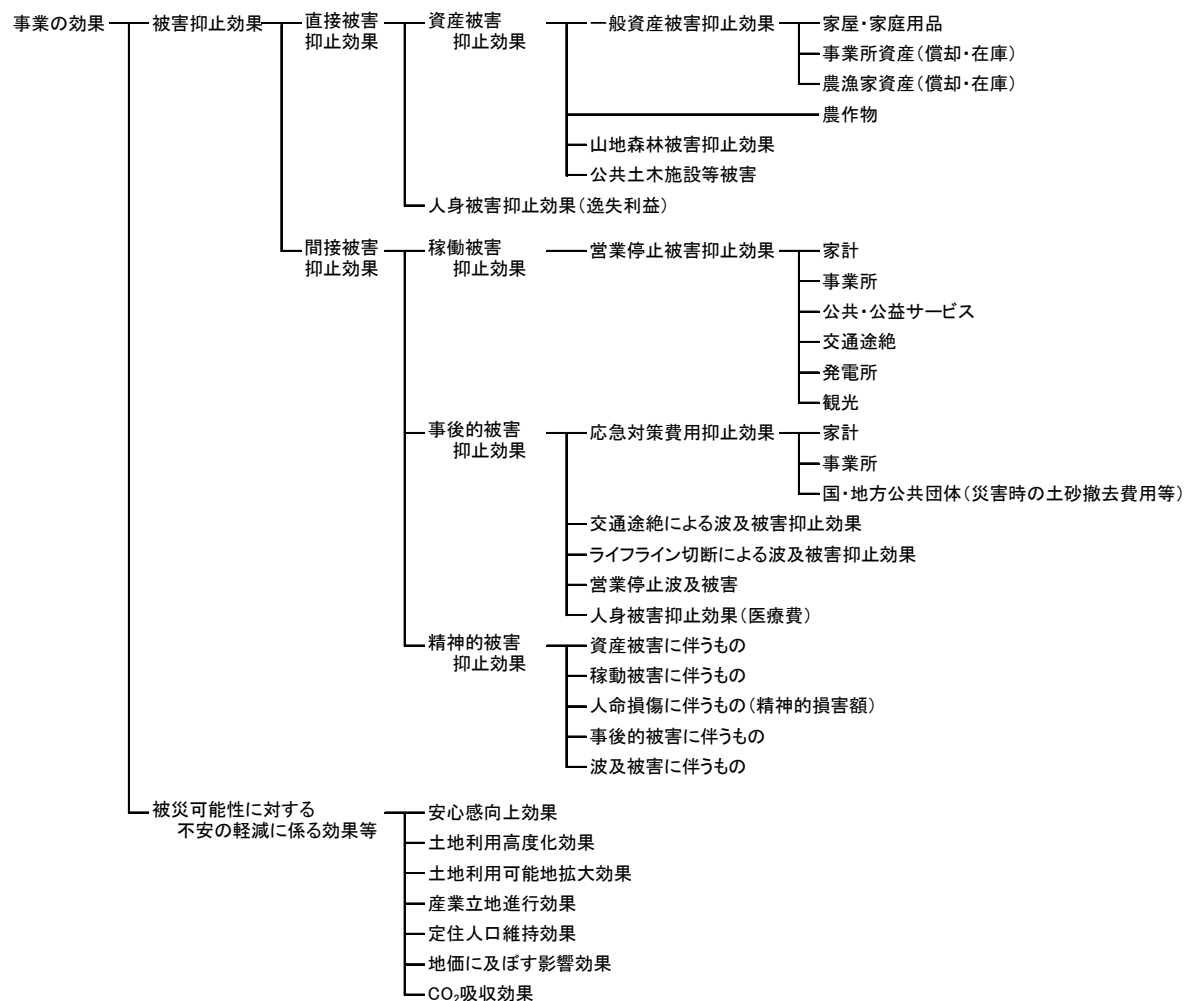 事業の効果
被害抑止効果
直接被害
抑止効果
資産被害
抑止効果
一般資産被害抑止効果
家屋・家庭用品
事業所資産(償却・在庫)
農漁家資産(償却・在庫)
農作物
山地森林被害抑止効果
公共土木施設等被害
人身被害抑止効果(逸失利益)
間接被害
抑止効果
稼働被害
抑止効果
営業停止被害抑止効果
家計
事業所
公共・公益サービス
交通途絶
発電所
観光
事後的被害
抑止効果
応急対策費用抑止効果
家計
事業所
国・地方公共団体(災害時の土砂撤去費用等)
交通途絶による波及被害抑止効果
ライフライン切断による波及被害抑止効果
営業停止波及被害
人身被害抑止効果(医療費)
精神的被害
抑止効果
資産被害に伴うもの
稼動被害に伴うもの
人命損傷に伴うもの(精神的損害額)
事後的被害に伴うもの
波及被害に伴うもの
被災可能性に対する
不安の軽減に係る効果等
安心感向上効果
土地利用高度化効果
土地利用可能地拡大効果
産業立地進行効果
定住人口維持効果
地価に及ぼす影響効果
CO₂吸収効果